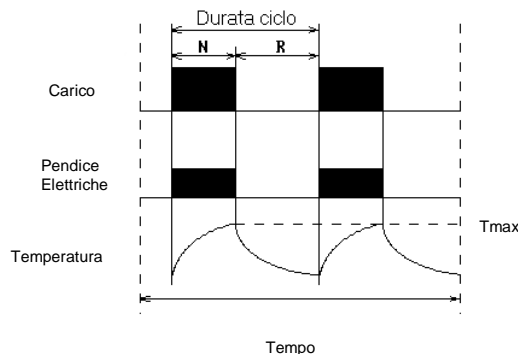 Durata ciclo
N R
Carico
Pendice
Elettriche
Tmax
Temperatura
Tempo